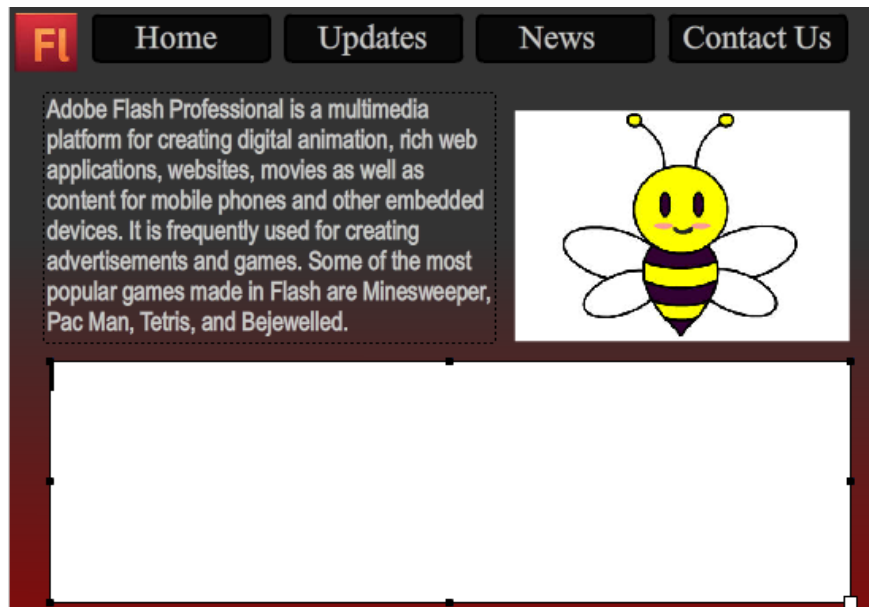 Fl
Home
Updates
News
Contact Us
Adobe Flash Professional is a multimedia
platform for creating digital animation, rich web
applications, websites, movies as well as
content for mobile phones and other embedded
devices. It is frequently used for creating
advertisements and games. Some of the most
popular games made in Flash are Minesweeper,
Pac Man, Tetris, and Bejewelled.